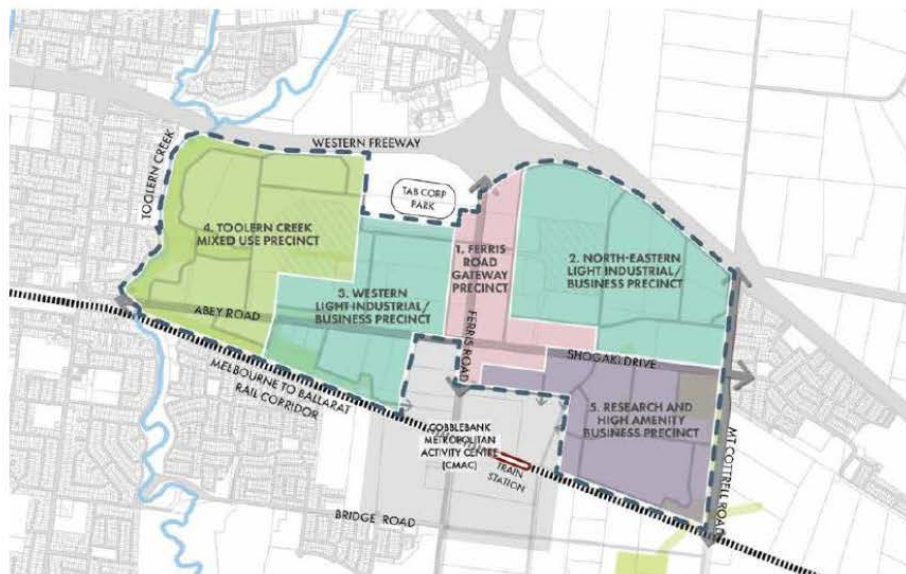 WESTERN FREEWAY
TOOLERN CREEK
TAB CORP
PARK
4. TOOLERN CREEK
MIXED USE PRECINCT
1. FERRIS
ROAD
GATEWAY
PRECINCT
2. NORTH-EASTERN
LIGHT INDUSTRIAL/
BUSINESS PRECINCT
3. WESTERN
LIGHT INDUSTRIAL/
BUSINESS PRECINCT
ABEY ROAD
FERRIS ROAD
SHOGAKI DRIVE
MELBOURNE TO BALLARAT
RAIL CORRIDOR
5. RESEARCH AND
HIGH AMENITY
BUSINESS PRECINCT
COBBLEBANK
METROPOLITAN
ACTIVITY CENTRE
(CMAC)
TRAIN
STATION
MT COTTRELL ROAD
BRIDGE ROAD